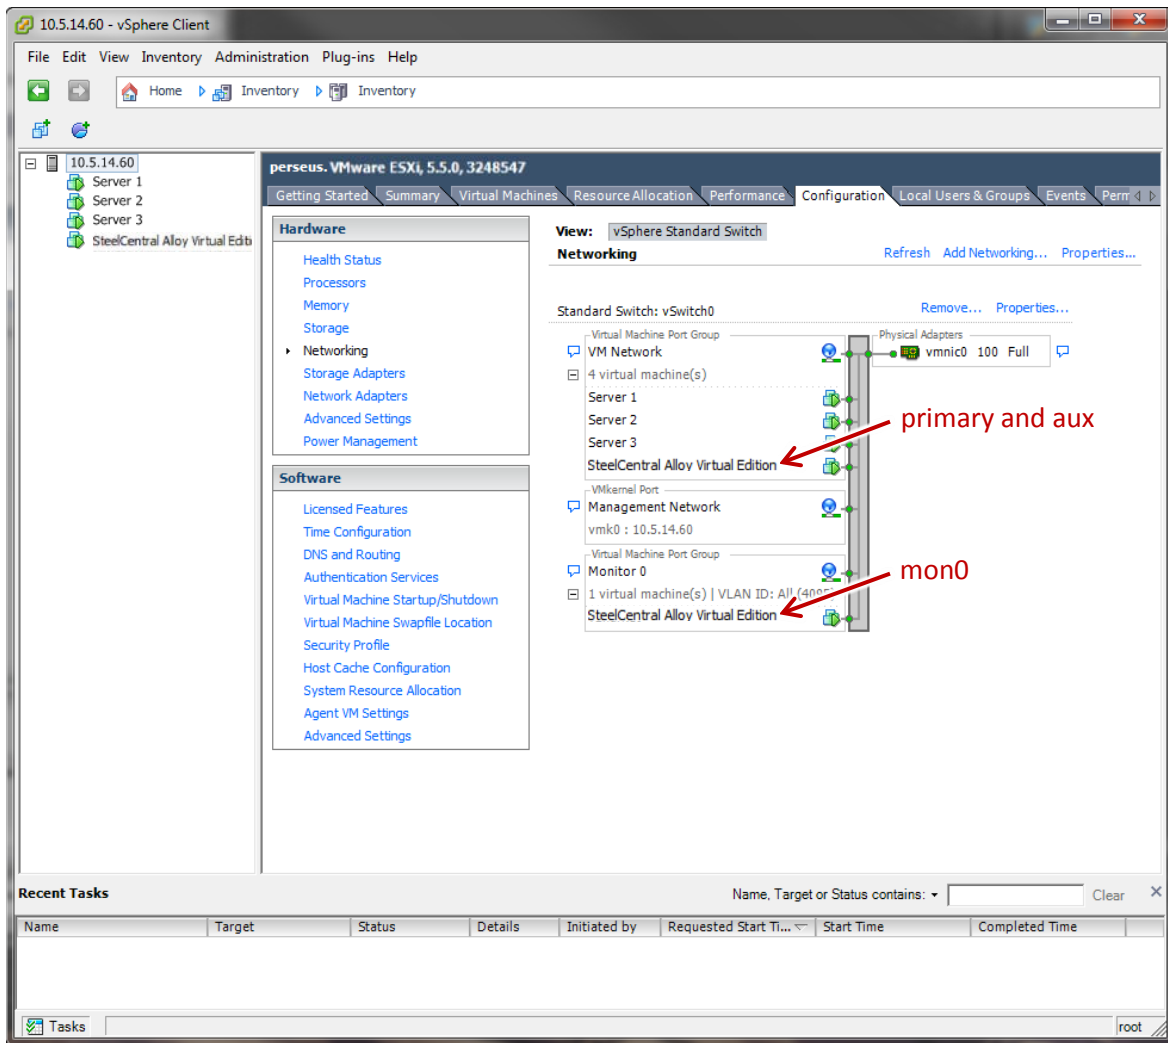 10.5.14.60 - vSphere Client
File Edit View Inventory Administration Plug-ins Help
Home Inventory Inventory
10.5.14.60
Server 1
Server 2
Server 3
SteelCentral Alloy Virtual Editi
perseus. VMware ESXi, 5.5.0, 3248547
Getting Started Summary Virtual Machines Resource Allocation Performance Configuration Local Users & Groups Events Perm
Hardware
Health Status
Processors
Memory
Storage
Networking
Storage Adapters
Network Adapters
Advanced Settings
Power Management
Software
Licensed Features
Time Configuration
DNS and Routing
Authentication Services
Virtual Machine Startup/Shutdown
Virtual Machine Swapfile Location
Security Profile
Host Cache Configuration
System Resource Allocation
Agent VM Settings
Advanced Settings
View: vSphere Standard Switch
Networking Refresh Add Networking... Properties...
Standard Switch: vSwitch0 Remove... Properties...
Virtual Machine Port Group Physical Adapters
VM Network vmnic0 100 Full
4 virtual machine(s)
Server 1
Server 2 primary and aux
Server 3
SteelCentral Alloy Virtual Edition
VMkernel Port
Management Network
vmk0 : 10.5.14.60
Virtual Machine Port Group
Monitor 0 mon0
1 virtual machine(s) | VLAN ID: All (4095)
SteelCentral Alloy Virtual Edition
Recent Tasks Name, Target or Status contains: Clear
Name Target Status Details Initiated by Requested Start Ti... Start Time Completed Time
Tasks root